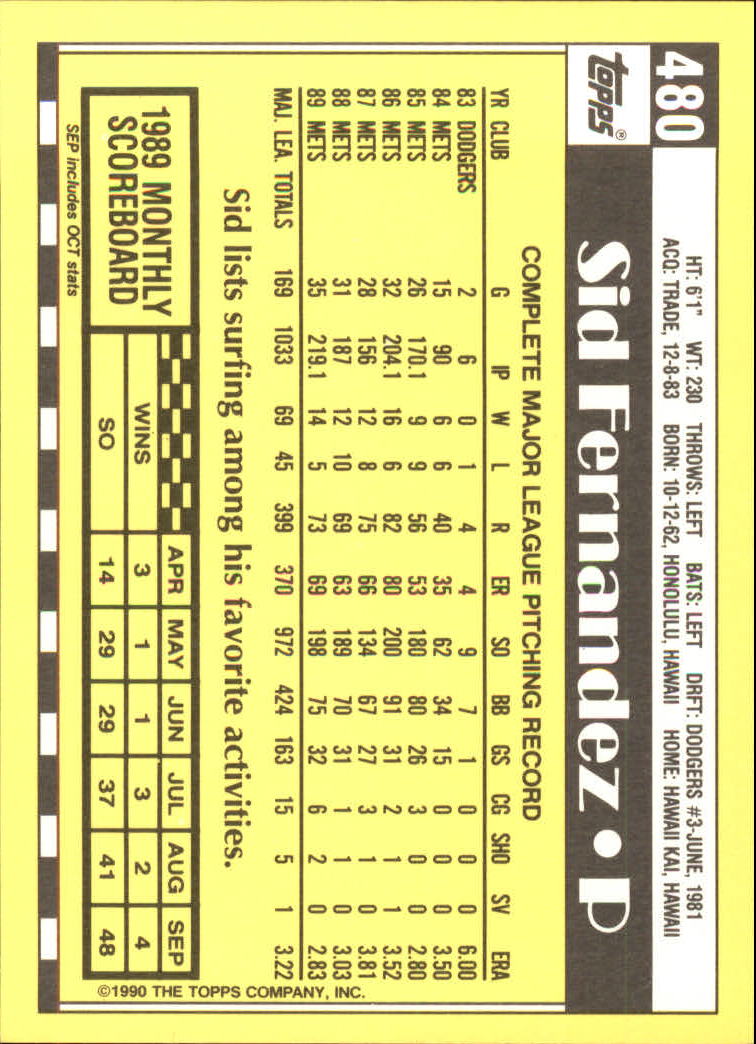 480
HT: 6'1" WT: 230 THROWS: LEFT BATS: LEFT DRFT: DODGERS #3-JUNE, 1981
ACQ: TRADE, 12-8-83 BORN: 10-12-62, HONOLULU, HAWAII HOME: HAWAII KAI, HAWAII
topps®
Sid Fernandez • P
COMPLETE MAJOR LEAGUE PITCHING RECORD
YR CLUB G IP W L R ER SO BB GS CG SHO SV ERA
83 DODGERS 2 6 0 1 4 4 9 7 1 0 0 0 6.00
84 METS 15 90 6 6 40 35 62 34 15 0 0 0 3.50
85 METS 26 170.1 9 9 56 53 180 80 26 3 0 0 2.80
86 METS 32 204.1 16 6 82 80 200 91 31 2 1 1 3.52
87 METS 28 156 12 8 75 66 134 67 27 3 1 0 3.81
88 METS 31 187 12 10 69 63 189 70 31 1 1 0 3.03
89 METS 35 219.1 14 5 73 69 198 75 32 6 2 0 2.83
MAJ. LEA. TOTALS 169 1033 69 45 399 370 972 424 163 15 5 1 3.22
Sid lists surfing among his favorite activities.
1989 MONTHLY
SCOREBOARD
APR MAY JUN JUL AUG SEP
WINS 3 1 1 3 2 4
SO 14 29 29 37 41 48
SEP includes OCT stats
©1990 THE TOPPS COMPANY, INC.